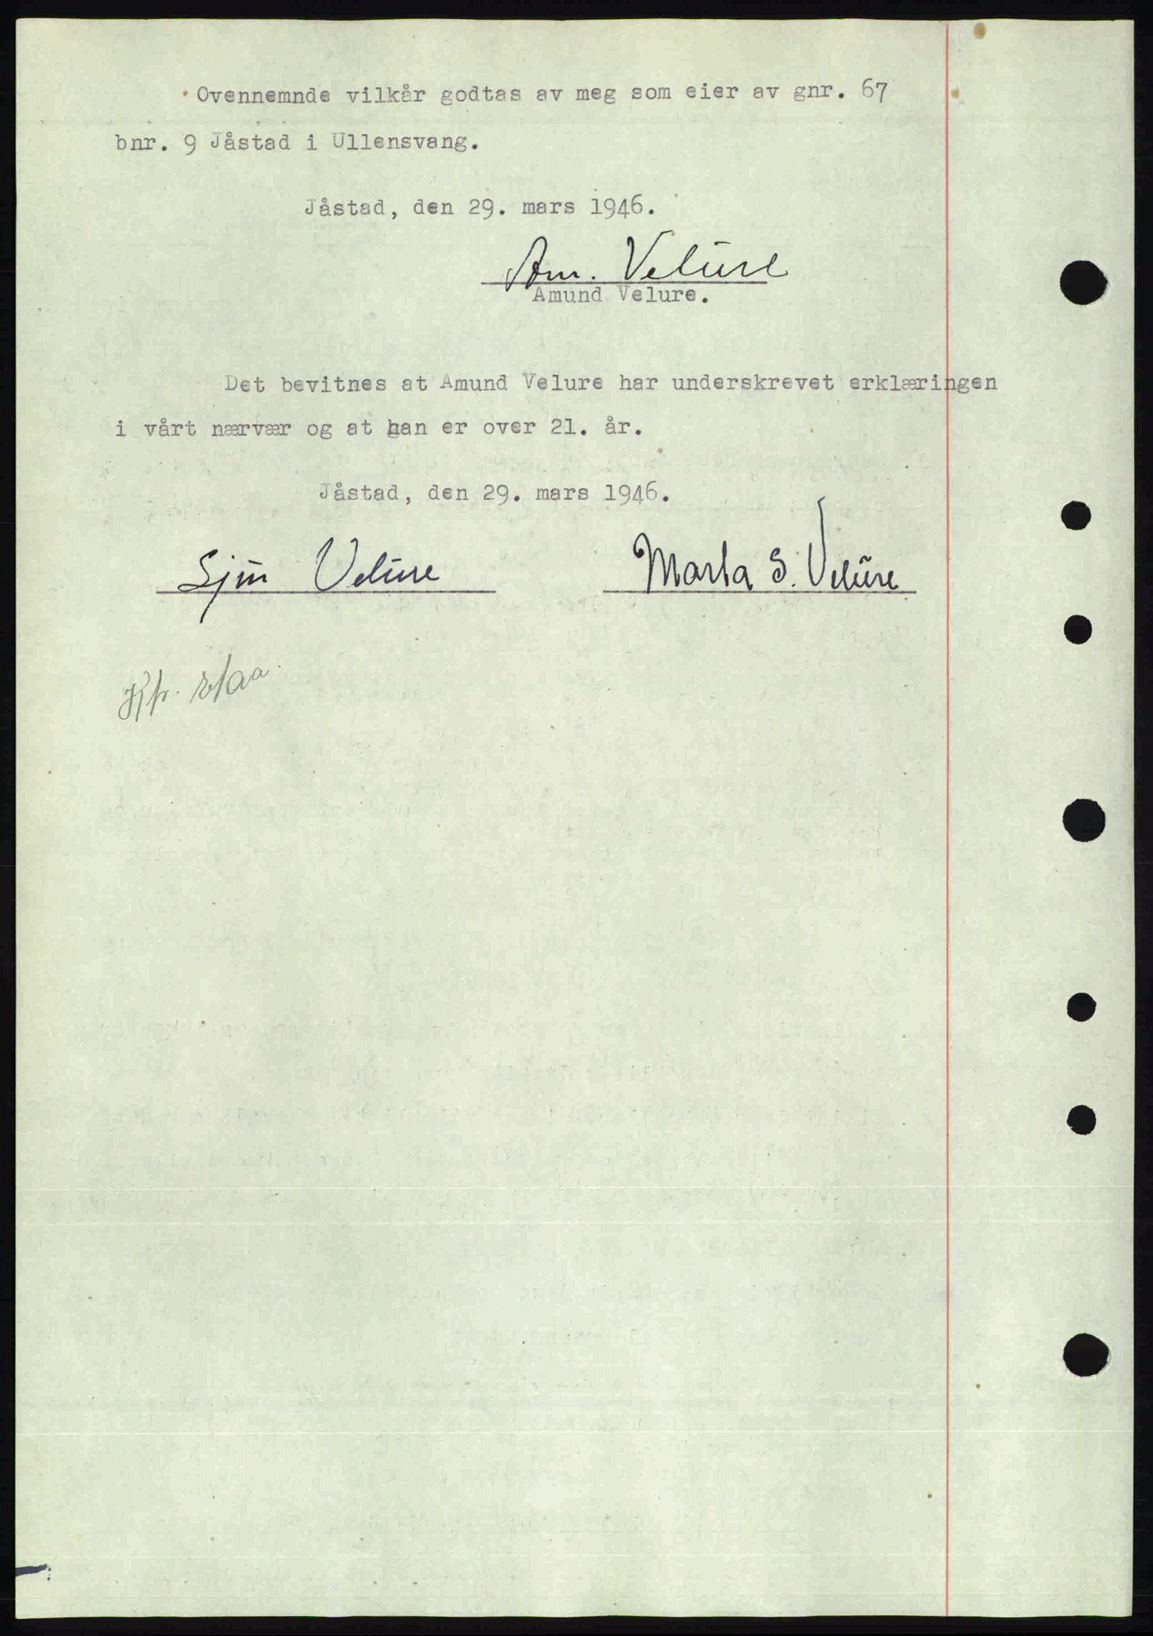 Ovennemnde vilkår godtas av meg som eier av gnr. 67
bnr. 9 Jåstad i Ullensvang.
Jåstad, den 29. mars 1946.
Am. Velure
Amund Velure.
Det bevitnes at Amund Velure har underskrevet erklæringen
i vårt nærvær og at han er over 21. år.
Jåstad, den 29. mars 1946.
Sjur Velure
Marta S. Velure